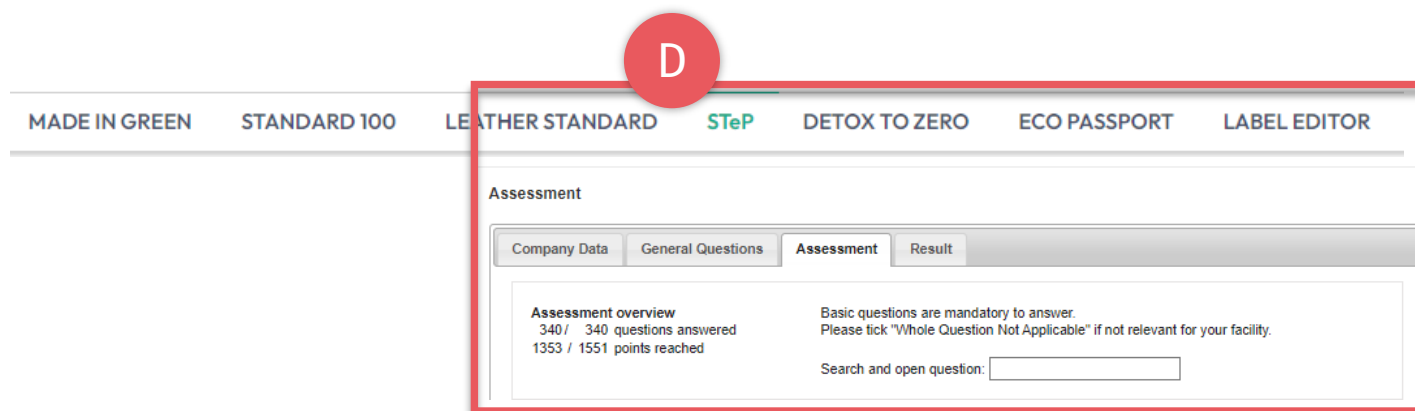 D
MADE IN GREEN STANDARD 100 LEATHER STANDARD STeP DETOX TO ZERO ECO PASSPORT LABEL EDITOR
Assessment
Company Data General Questions Assessment Result
Assessment overview
340 / 340 questions answered
1353 / 1551 points reached
Basic questions are mandatory to answer.
Please tick "Whole Question Not Applicable" if not relevant for your facility.
Search and open question: